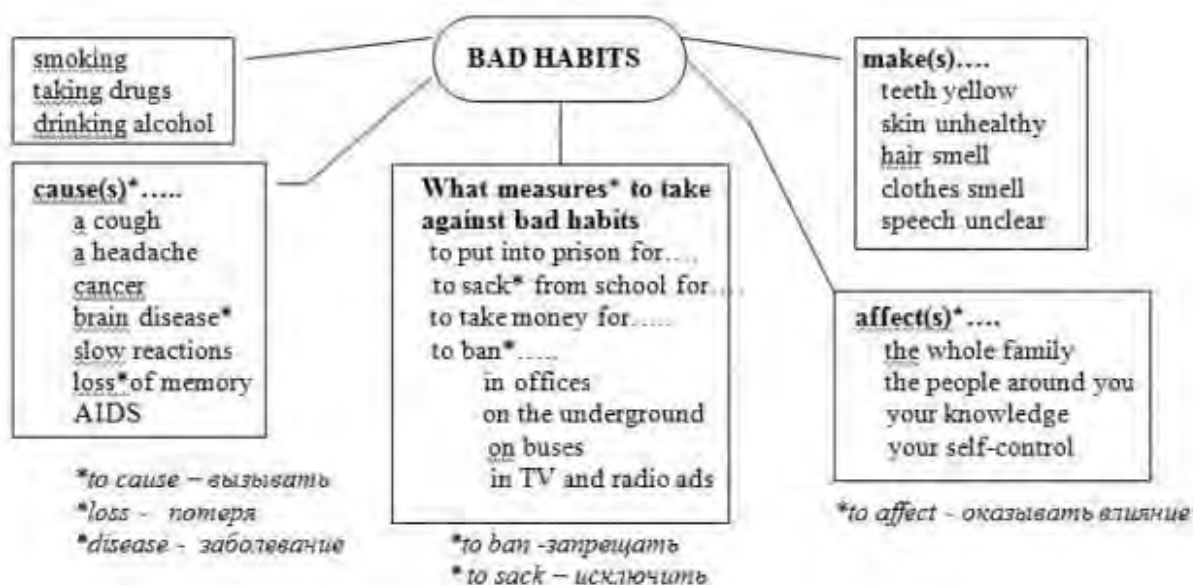 BAD HABITS
smoking
taking drugs
drinking alcohol
cause(s)*…..
a cough
a headache
cancer
brain disease*
slow reactions
loss*of memory
AIDS
*to cause – вызывать
*loss - потеря
*disease - заболевание
What measures* to take
against bad habits
to put into prison for….
to sack* from school for….
to take money for…..
to ban*…..
in offices
on the underground
on buses
in TV and radio ads
*to ban -запрещать
* to sack – исключить
make(s)….
teeth yellow
skin unhealthy
hair smell
clothes smell
speech unclear
affect(s)*….
the whole family
the people around you
your knowledge
your self-control
*to affect - оказывать влияние